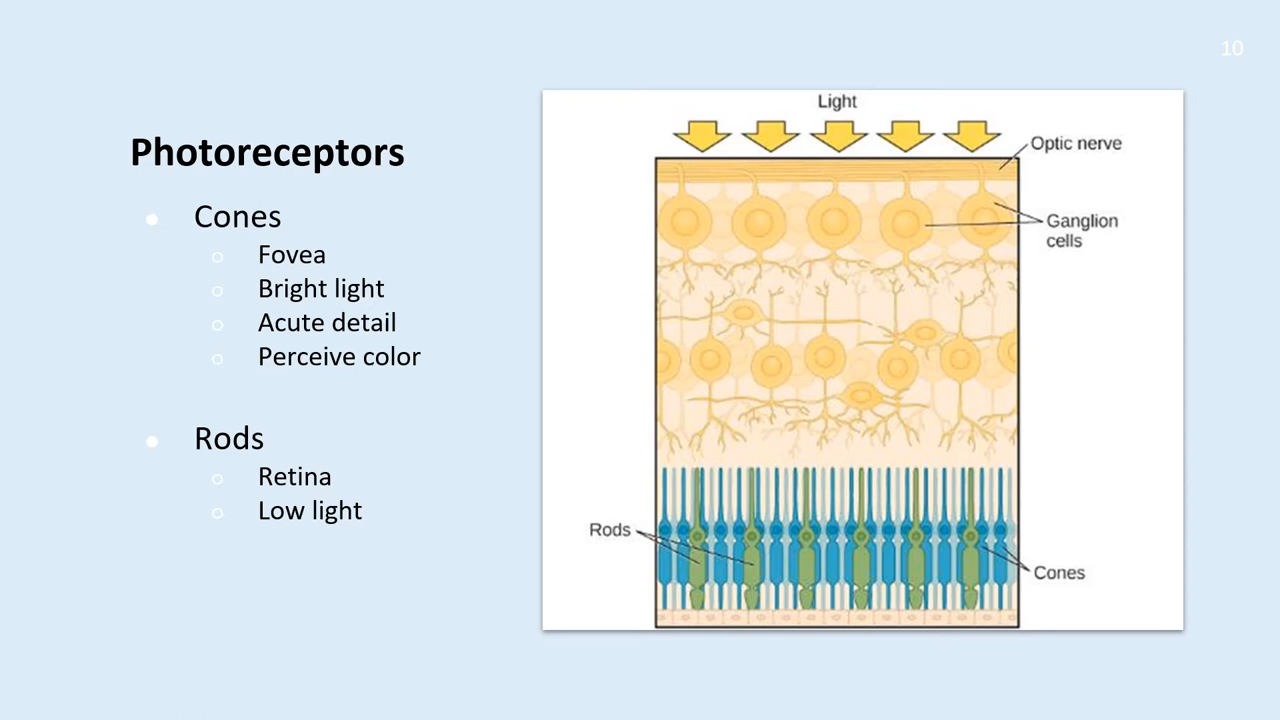 10
Photoreceptors
Cones
Fovea
Bright light
Acute detail
Perceive color
Rods
Retina
Low light
Light
Optic nerve
Ganglion
cells
Rods
Cones